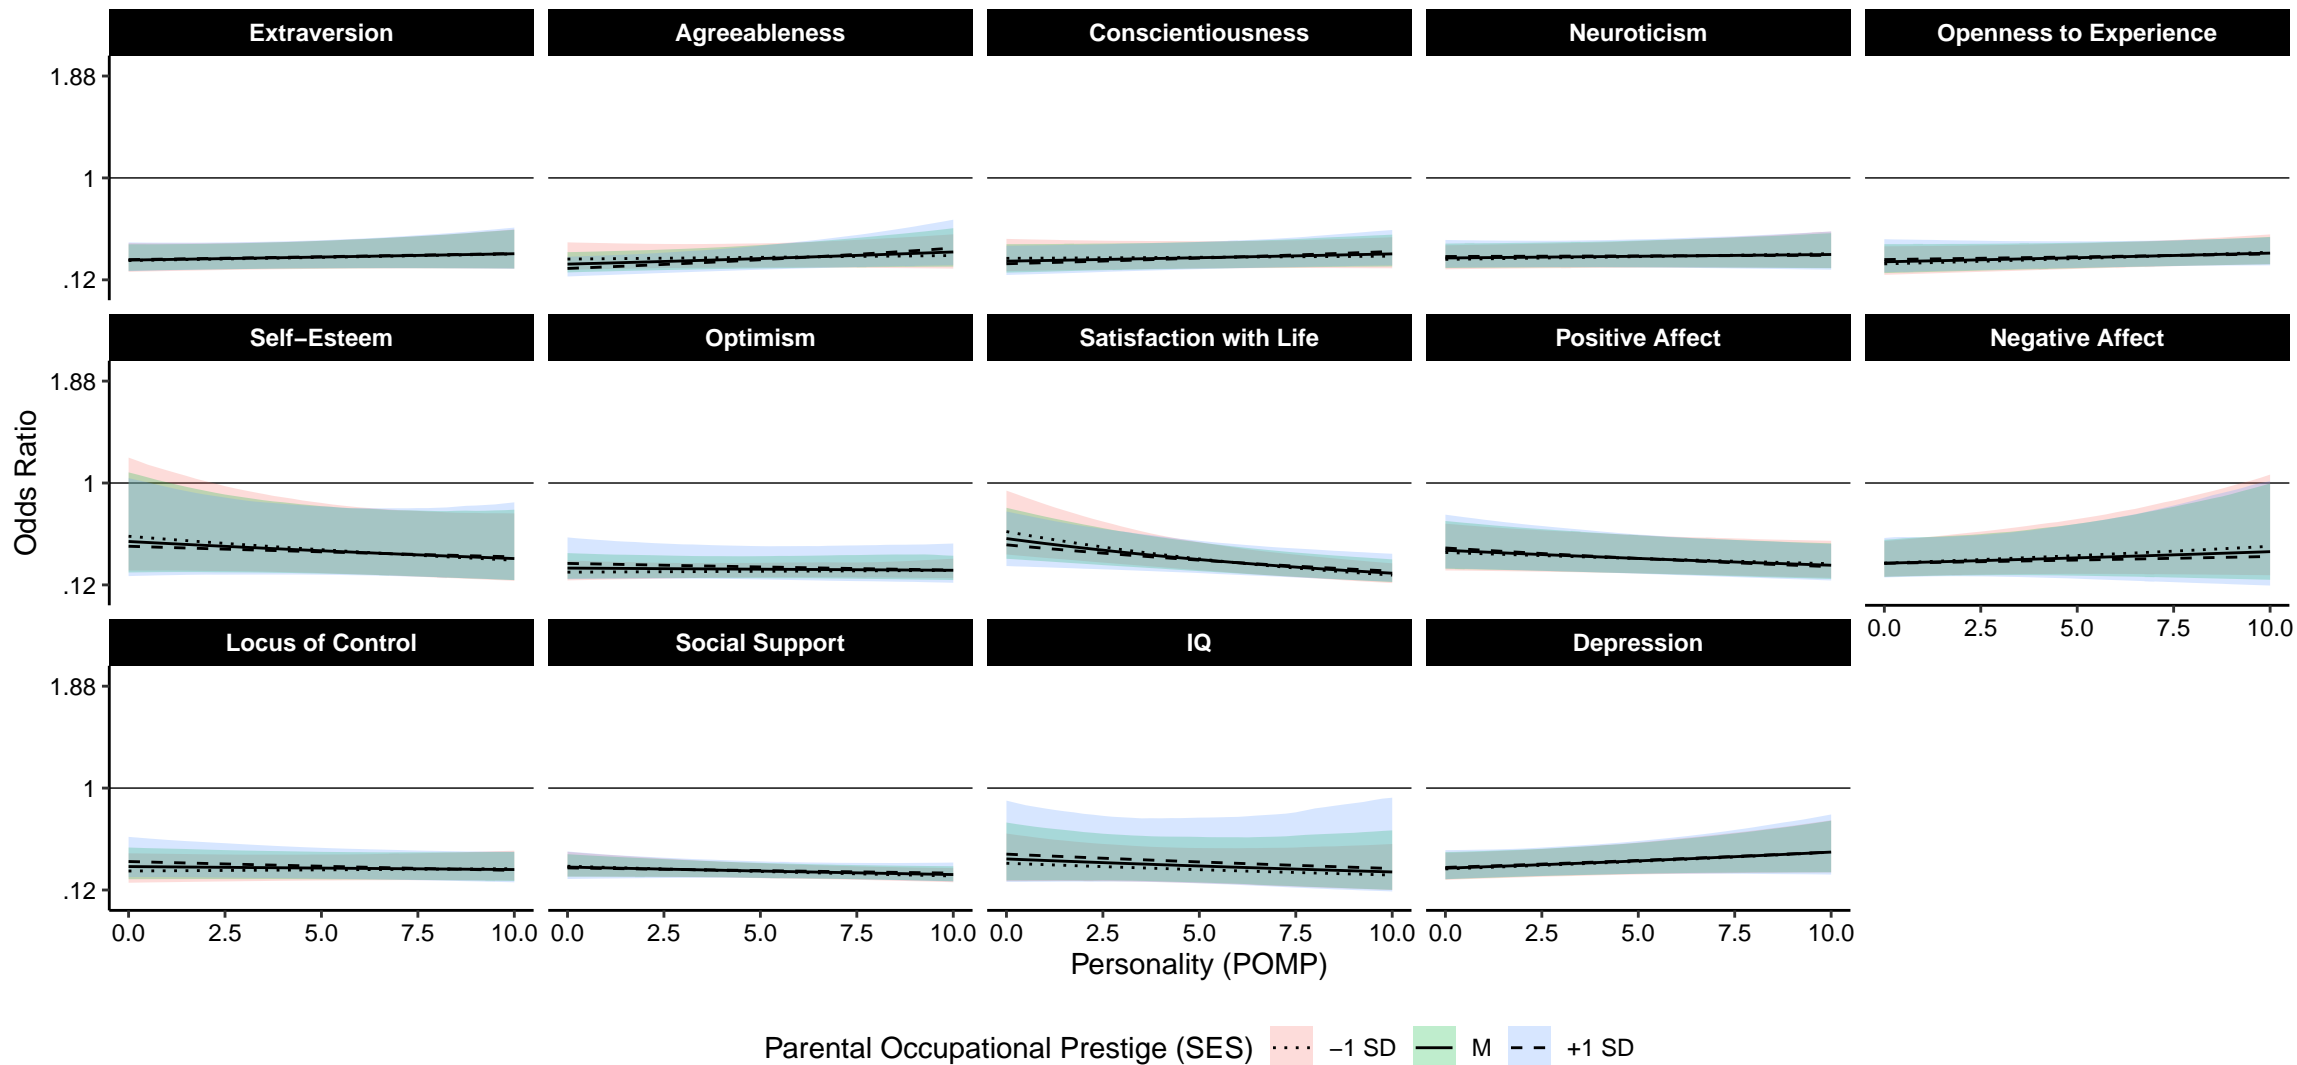 Extraversion Agreeableness Conscientiousness Neuroticism Openness to Experience
1.88
1
.12
Self−Esteem Optimism Satisfaction with Life Positive Affect Negative Affect
1.88
1
.12
0.0 2.5 5.0 7.5 10.0
Locus of Control Social Support IQ Depression
1.88
1
.12
0.0 2.5 5.0 7.5 10.0 0.0 2.5 5.0 7.5 10.0 0.0 2.5 5.0 7.5 10.0 0.0 2.5 5.0 7.5 10.0
Odds Ratio
Personality (POMP)
Parental Occupational Prestige (SES) −1 SD M +1 SD